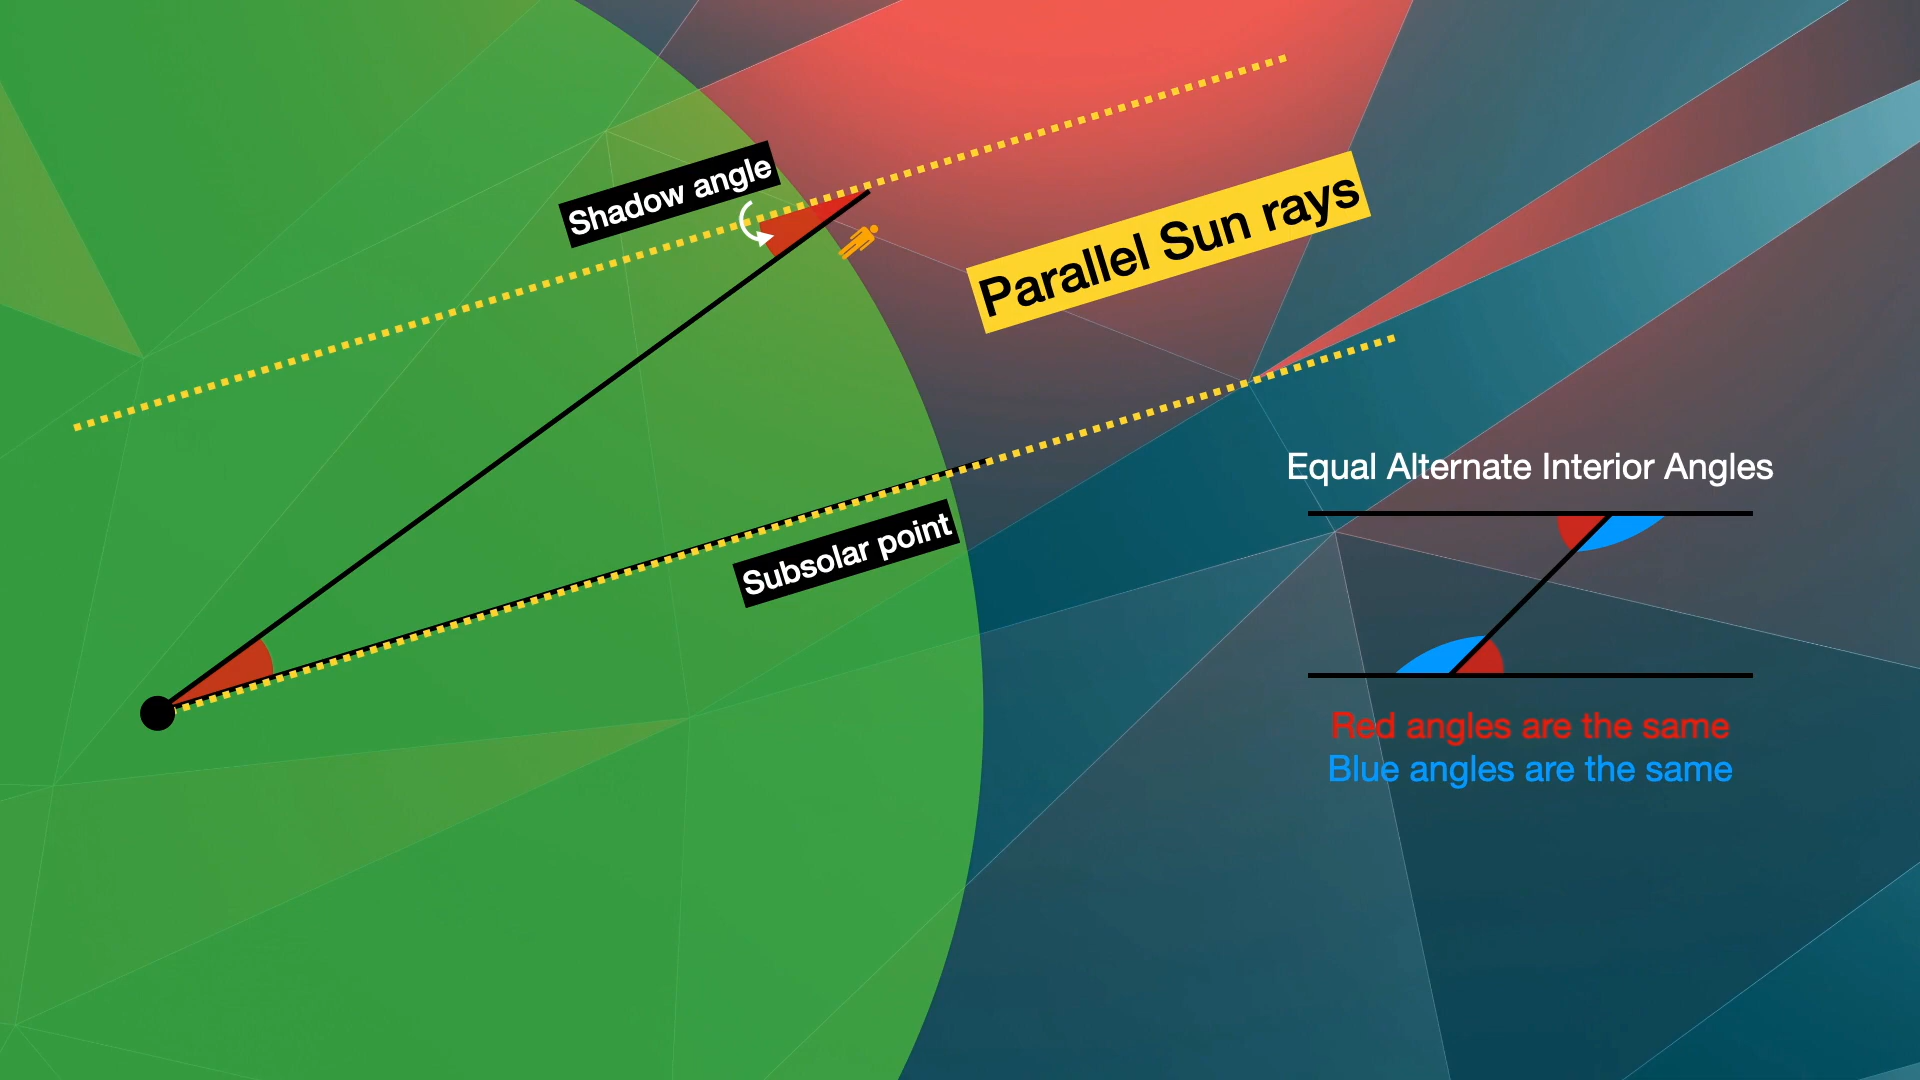 Shadow angle
Parallel Sun rays
Subsolar point
Equal Alternate Interior Angles
Red angles are the same
Blue angles are the same